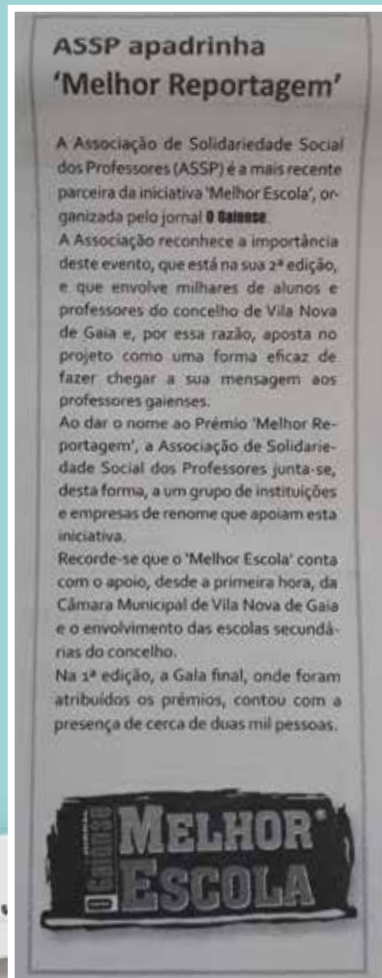 ASSP apadrinha
‘Melhor Reportagem’
A Associação de Solidariedade Social
dos Professores (ASSP) é a mais recente
parceira da iniciativa ‘Melhor Escola’, or-
ganizada pelo jornal O Gaiense.
A Associação reconhece a importância
deste evento, que está na sua 2ª edição,
e que envolve milhares de alunos e
professores do concelho de Vila Nova
de Gaia e, por essa razão, aposta no
projeto como uma forma eficaz de
fazer chegar a sua mensagem aos
professores gaienses.
Ao dar o nome ao Prémio ‘Melhor Re-
portagem’, a Associação de Solidarie-
dade Social dos Professores junta-se,
desta forma, a um grupo de instituições
e empresas de renome que apoiam esta
iniciativa.
Recorde-se que o ‘Melhor Escola’ conta
com o apoio, desde a primeira hora, da
Câmara Municipal de Vila Nova de Gaia
e o envolvimento das escolas secundá-
rias do concelho.
Na 1ª edição, a Gala final, onde foram
atribuídos os prémios, contou com a
presença de cerca de duas mil pessoas.
O Gaiense
MELHOR
ESCOLA